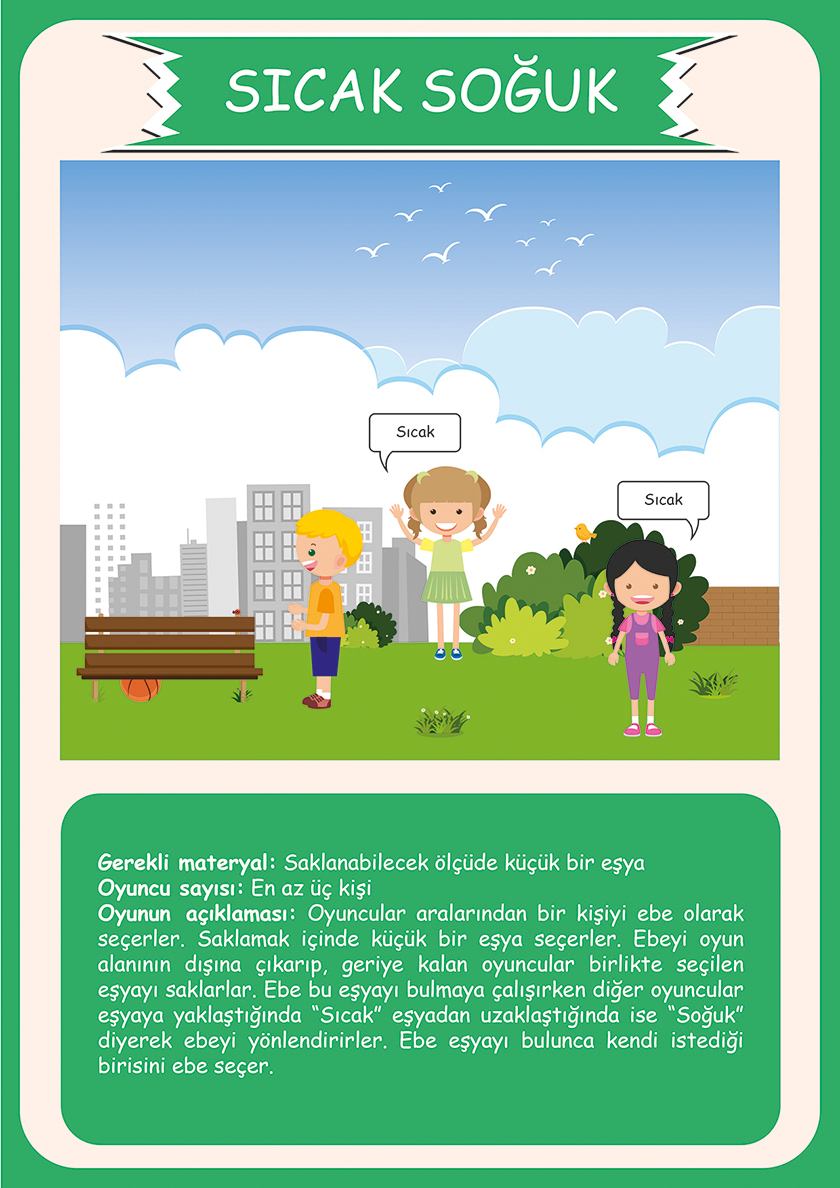 SICAK SOĞUK
Sıcak
Sıcak
Gerekli materyal: Saklanabilecek ölçüde küçük bir eşya
Oyuncu sayısı: En az üç kişi
Oyunun açıklaması: Oyuncular aralarından bir kişiyi ebe olarak
seçerler. Saklamak içinde küçük bir eşya seçerler. Ebeyi oyun
alanının dışına çıkarıp, geriye kalan oyuncular birlikte seçilen
eşyayı saklarlar. Ebe bu eşyayı bulmaya çalışırken diğer oyuncular
eşyaya yaklaştığında “Sıcak” eşyadan uzaklaştığında ise “Soğuk”
diyerek ebeyi yönlendirirler. Ebe eşyayı bulunca kendi istediği
birisini ebe seçer.